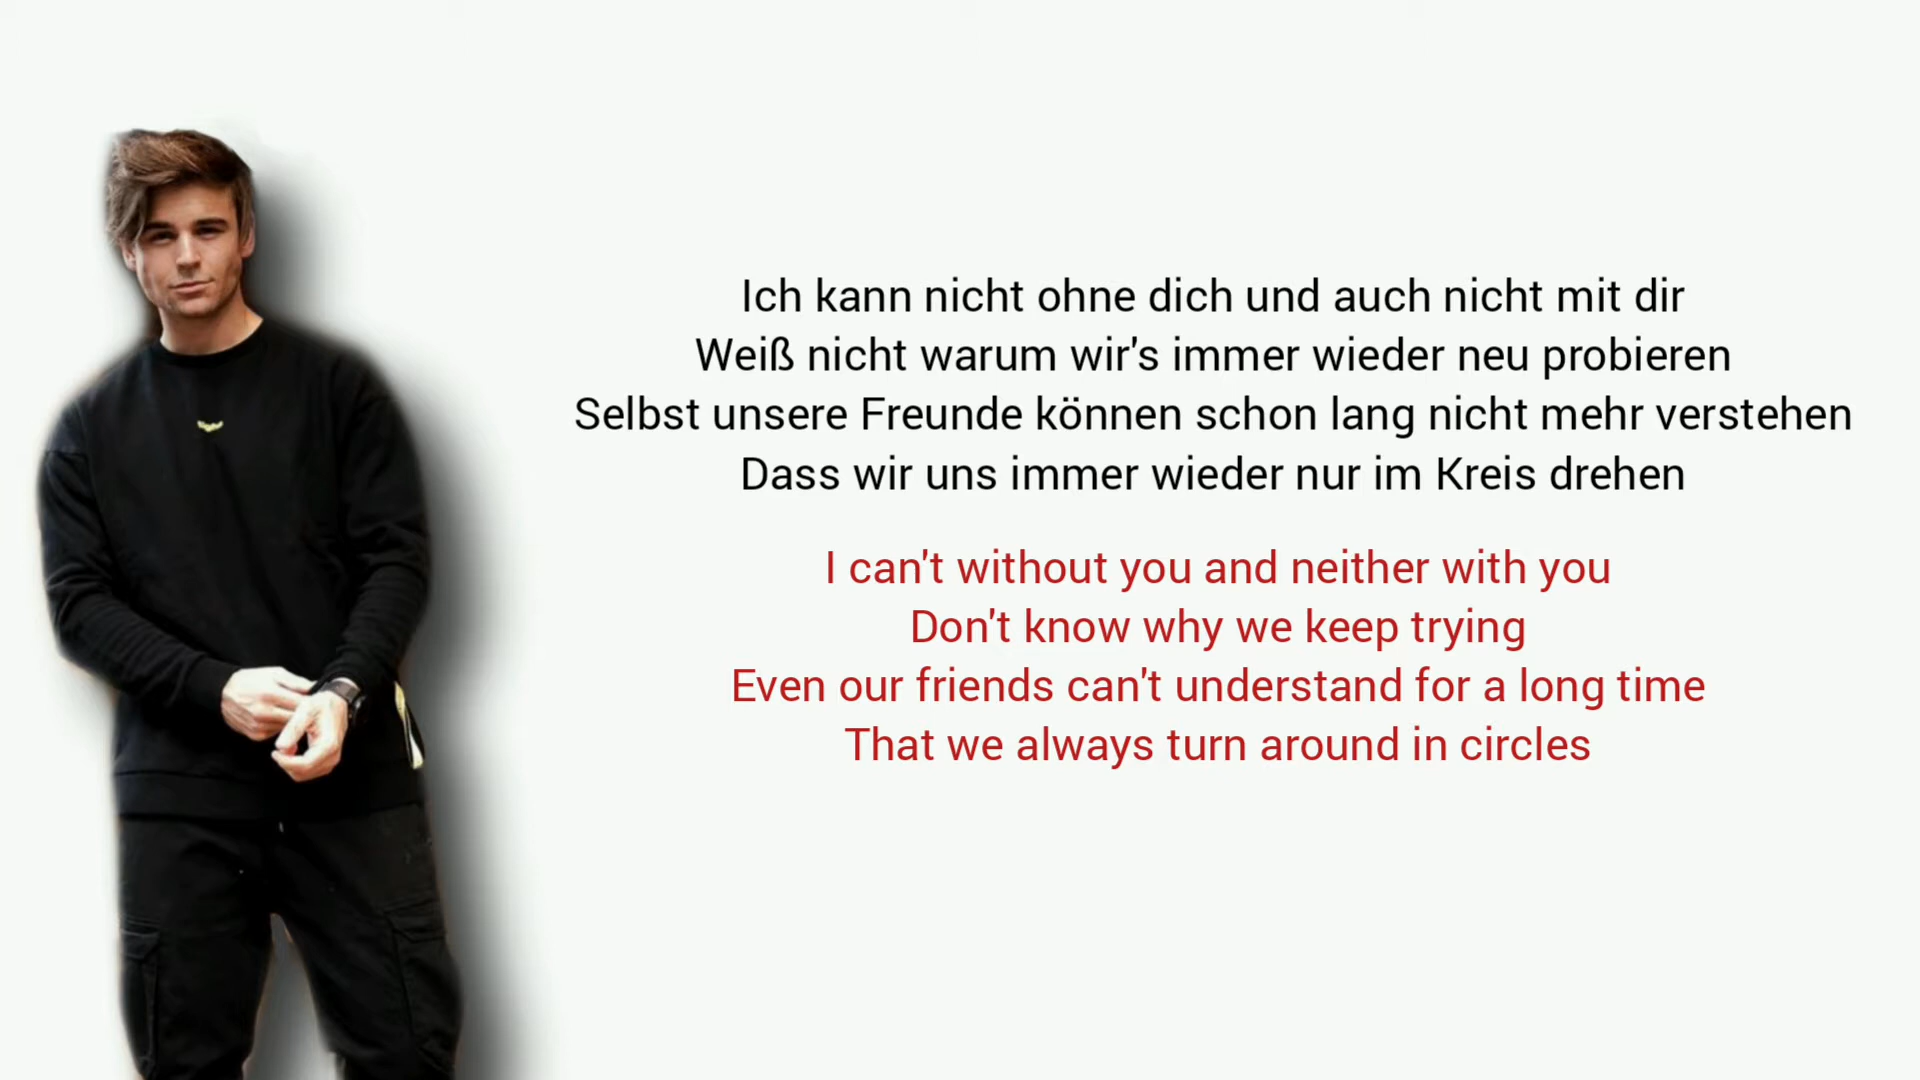 Ich kann nicht ohne dich und auch nicht mit dir
Weiß nicht warum wir's immer wieder neu probieren
Selbst unsere Freunde können schon lang nicht mehr verstehen
Dass wir uns immer wieder nur im Kreis drehen
I can't without you and neither with you
Don't know why we keep trying
Even our friends can't understand for a long time
That we always turn around in circles